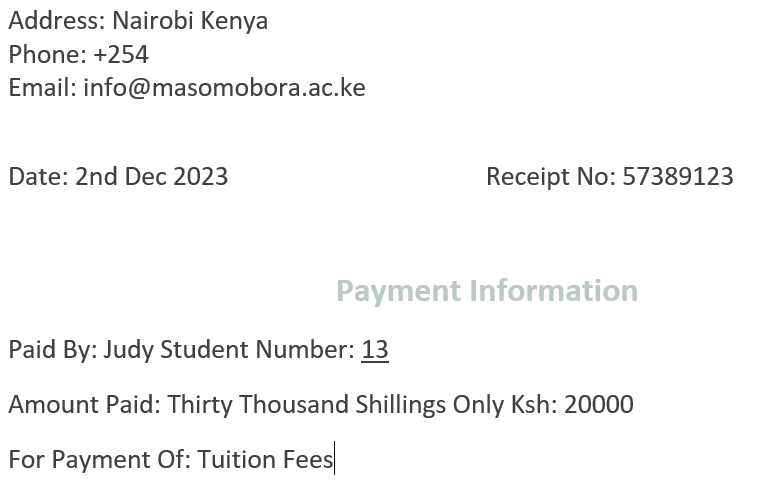 Address: Nairobi Kenya
Phone: +254
Email: info@masomobora.ac.ke
Date: 2nd Dec 2023 Receipt No: 57389123
Payment Information
Paid By: Judy Student Number: 13
Amount Paid: Thirty Thousand Shillings Only Ksh: 20000
For Payment Of: Tuition Fees